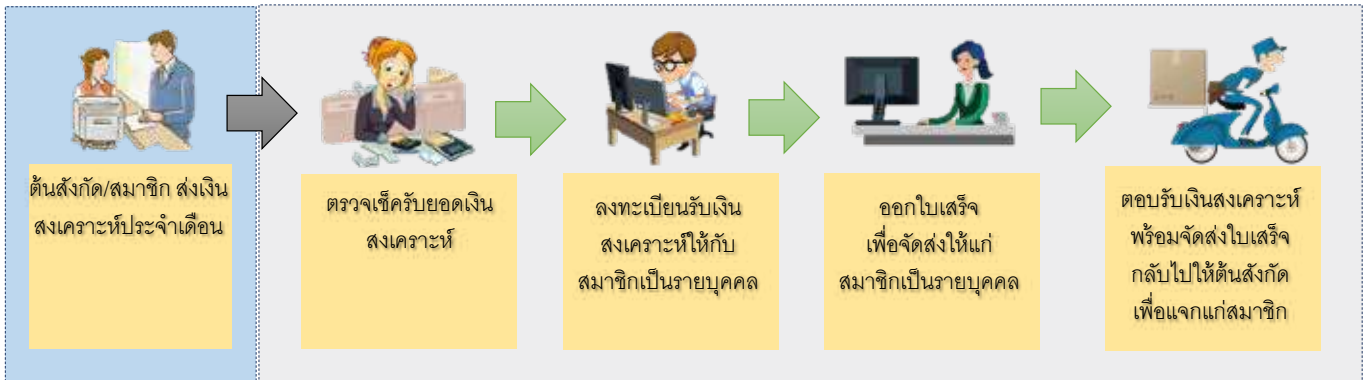 ต้นสังกัด/สมาชิก ส่งเงิน
สงเคราะห์ประจำเดือน
ตรวจเช็ครับยอดเงิน
สงเคราะห์
ลงทะเบียนรับเงิน
สงเคราะห์ให้กับ
สมาชิกเป็นรายบุคคล
ออกใบเสร็จ
เพื่อจัดส่งให้แก่
สมาชิกเป็นรายบุคคล
ตอบรับเงินสงเคราะห์
พร้อมจัดส่งใบเสร็จ
กลับไปให้ต้นสังกัด
เพื่อแจกแก่สมาชิก